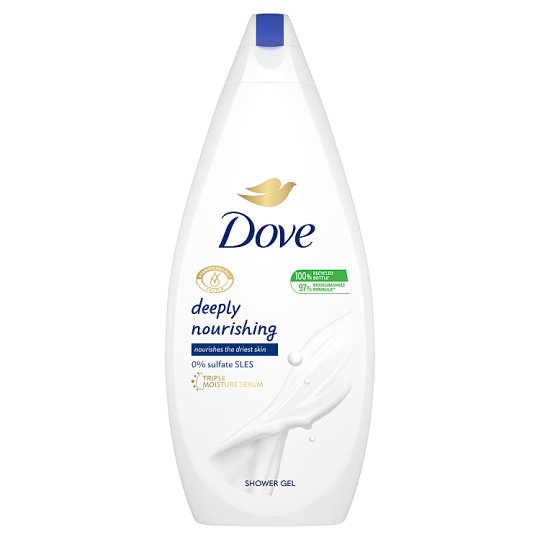 Dove
deeply
nourishing
nourishes the driest skin
0% sulfate SLES
TRIPLE
MOISTURE SERUM
100% RECYCLED
BOTTLE*
97% BIODEGRADABLE
FORMULA**
SHOWER GEL